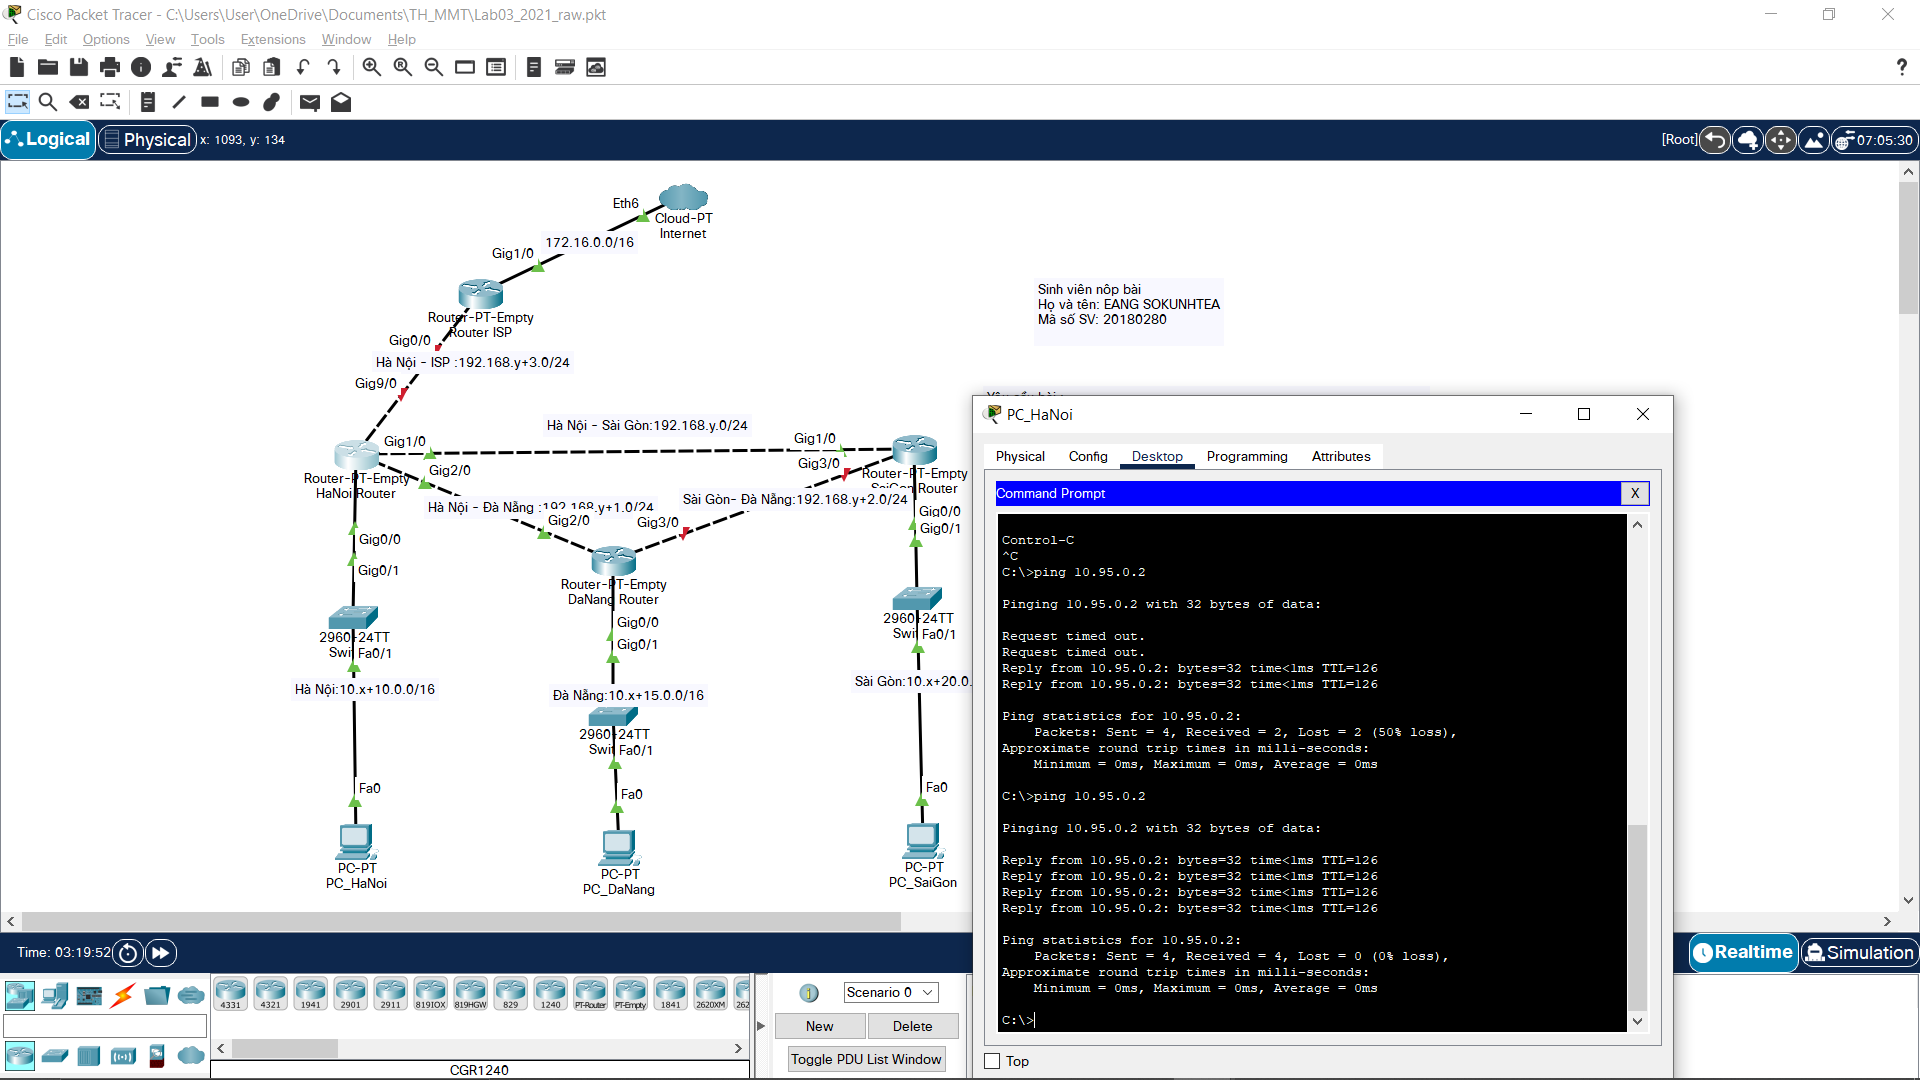 Cisco Packet Tracer - C:\Users\User\OneDrive\Documents\TH_MMT\Lab03_2021_raw.pkt
File Edit Options View Tools Extensions Window Help
?
Logical Physical x: 1093, y: 134
[Root] 07:05:30
Eth6
Cloud-PT
Internet
172.16.0.0/16
Gig1/0
Router-PT-Empty
Router ISP
Gig0/0
Hà Nội - ISP :192.168.y+3.0/24
Gig9/0
Sinh viên nộp bài
Họ và tên: EANG SOKUNHTEA
Mã số SV: 20180280
Hà Nội - Sài Gòn:192.168.y.0/24
Gig1/0
Gig2/0
Router-PT-Empty
HaNoi Router
Gig1/0
Gig3/0
Router-PT-Empty
SaiGon Router
Hà Nội - Đà Nẵng :192.168.y+1.0/24
Sài Gòn- Đà Nẵng:192.168.y+2.0/24
Gig2/0
Gig3/0
Gig0/0
Gig0/1
Gig0/0
Gig0/1
Router-PT-Empty
DaNang Router
Gig0/0
Gig0/1
2960-24TT
Swit Fa0/1
2960-24TT
Swit Fa0/1
Hà Nội:10.x+10.0.0/16
Đà Nẵng:10.x+15.0.0/16
Sài Gòn:10.x+20.0.
2960-24TT
Swit Fa0/1
Fa0
Fa0
Fa0
PC-PT
PC_HaNoi
PC-PT
PC_DaNang
PC-PT
PC_SaiGon
PC_HaNoi
Physical Config Desktop Programming Attributes
Command Prompt X
Control-C
^C
C:\>ping 10.95.0.2
Pinging 10.95.0.2 with 32 bytes of data:
Request timed out.
Request timed out.
Reply from 10.95.0.2: bytes=32 time<1ms TTL=126
Reply from 10.95.0.2: bytes=32 time<1ms TTL=126
Ping statistics for 10.95.0.2:
Packets: Sent = 4, Received = 2, Lost = 2 (50% loss),
Approximate round trip times in milli-seconds:
Minimum = 0ms, Maximum = 0ms, Average = 0ms
C:\>ping 10.95.0.2
Pinging 10.95.0.2 with 32 bytes of data:
Reply from 10.95.0.2: bytes=32 time<1ms TTL=126
Reply from 10.95.0.2: bytes=32 time<1ms TTL=126
Reply from 10.95.0.2: bytes=32 time<1ms TTL=126
Reply from 10.95.0.2: bytes=32 time<1ms TTL=126
Ping statistics for 10.95.0.2:
Packets: Sent = 4, Received = 4, Lost = 0 (0% loss),
Approximate round trip times in milli-seconds:
Minimum = 0ms, Maximum = 0ms, Average = 0ms
C:\>
Top
Time: 03:19:52
Realtime Simulation
4331 4321 1941 2901 2911 819IOX 819HGW 829 1240 PT-Router PT-Empty 1841 2620XM 262
CGR1240
Scenario 0
New Delete
Toggle PDU List Window